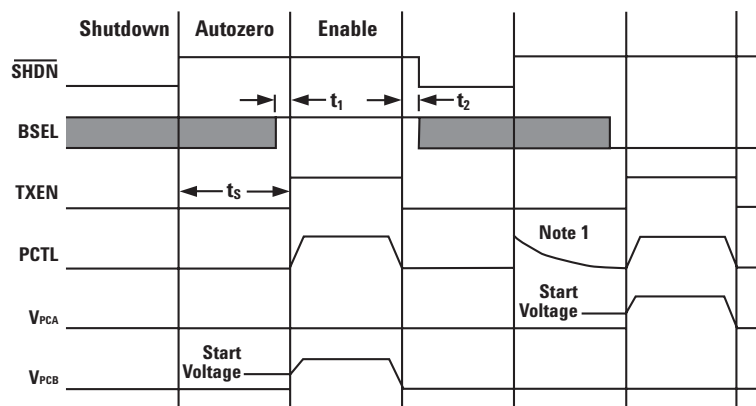 Shutdown Autozero Enable
SHDN
t1 t2
BSEL
TXEN
tS
PCTL
Note 1
Start
Voltage
VPCA
Start
Voltage
VPCB